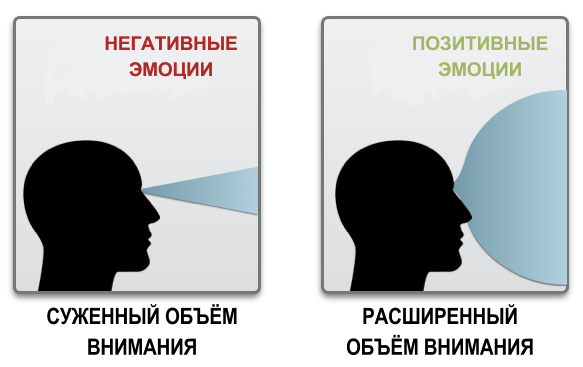 НЕГАТИВНЫЕ
ЭМОЦИИ
СУЖЕННЫЙ ОБЪЁМ
ВНИМАНИЯ
ПОЗИТИВНЫЕ
ЭМОЦИИ
РАСШИРЕННЫЙ
ОБЪЁМ ВНИМАНИЯ